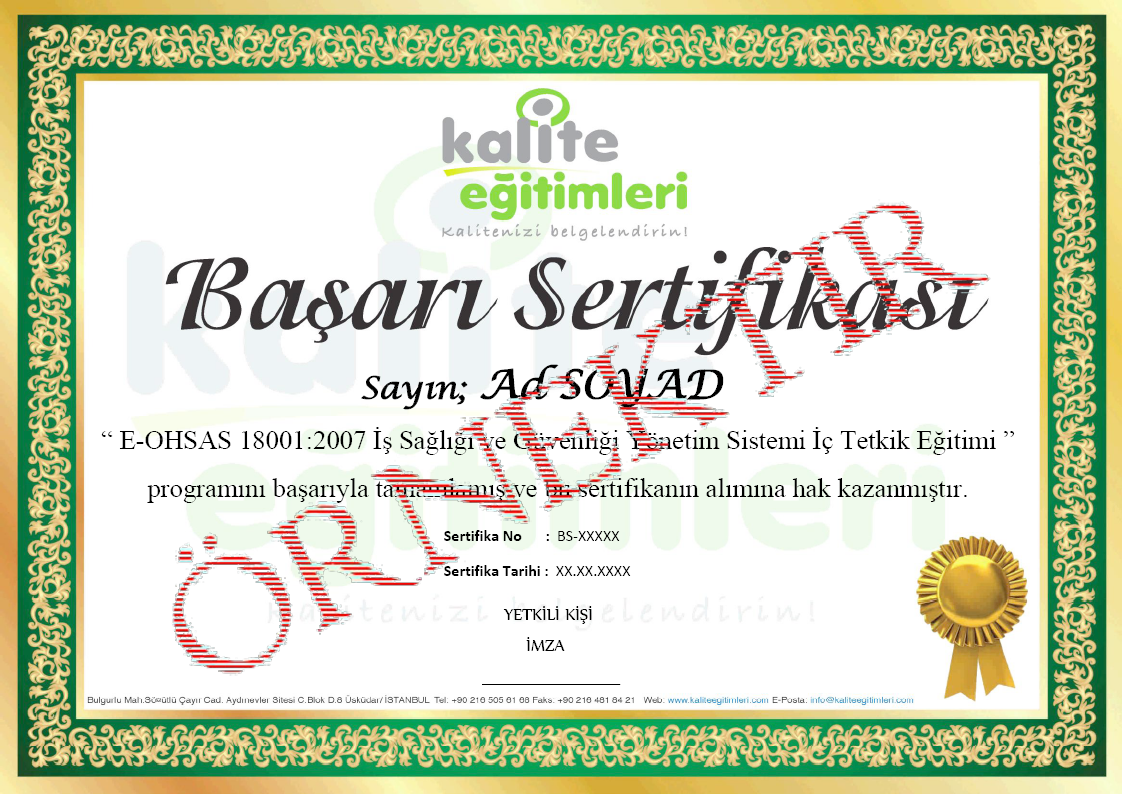 kalite
eğitimleri
Kalitenizi belgelendirin!
Başarı Sertifikası
Sayın; Ad SOYAD
“ E-OHSAS 18001:2007 İş Sağlığı ve Güvenliği Yönetim Sistemi İç Tetkik Eğitimi ”
programını başarıyla tamamlamış ve bu sertifikanın alımına hak kazanmıştır.
ÖRNEKTİR
Sertifika No : BS-XXXXX
Sertifika Tarihi : XX.XX.XXXX
YETKİLİ KİŞİ
İMZA
Bulgurlu Mah.Söğütlü Çayır Cad. Aydınevler Sitesi C.Blok D.8 Üsküdar/ İSTANBUL Tel: +90 216 505 61 68 Faks: +90 216 481 64 21 Web: www.kaliteegitimleri.com E-Posta: info@kaliteegitimleri.com